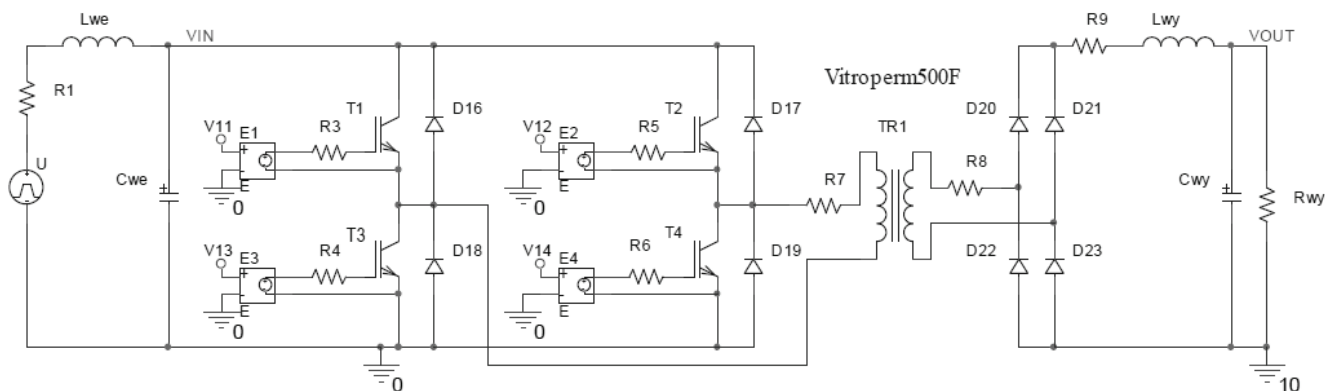 Lwe
VIN
R1
U
Cwe
V11
E1
R3
T1
D16
E
0
V13
E3
R4
T3
D18
E
0
0
V12
E2
R5
T2
D17
E
0
V14
E4
R6
T4
D19
E
0
Vitroperm500F
R7
TR1
R8
D20
D21
D22
D23
R9
Lwy
VOUT
Cwy
Rwy
10